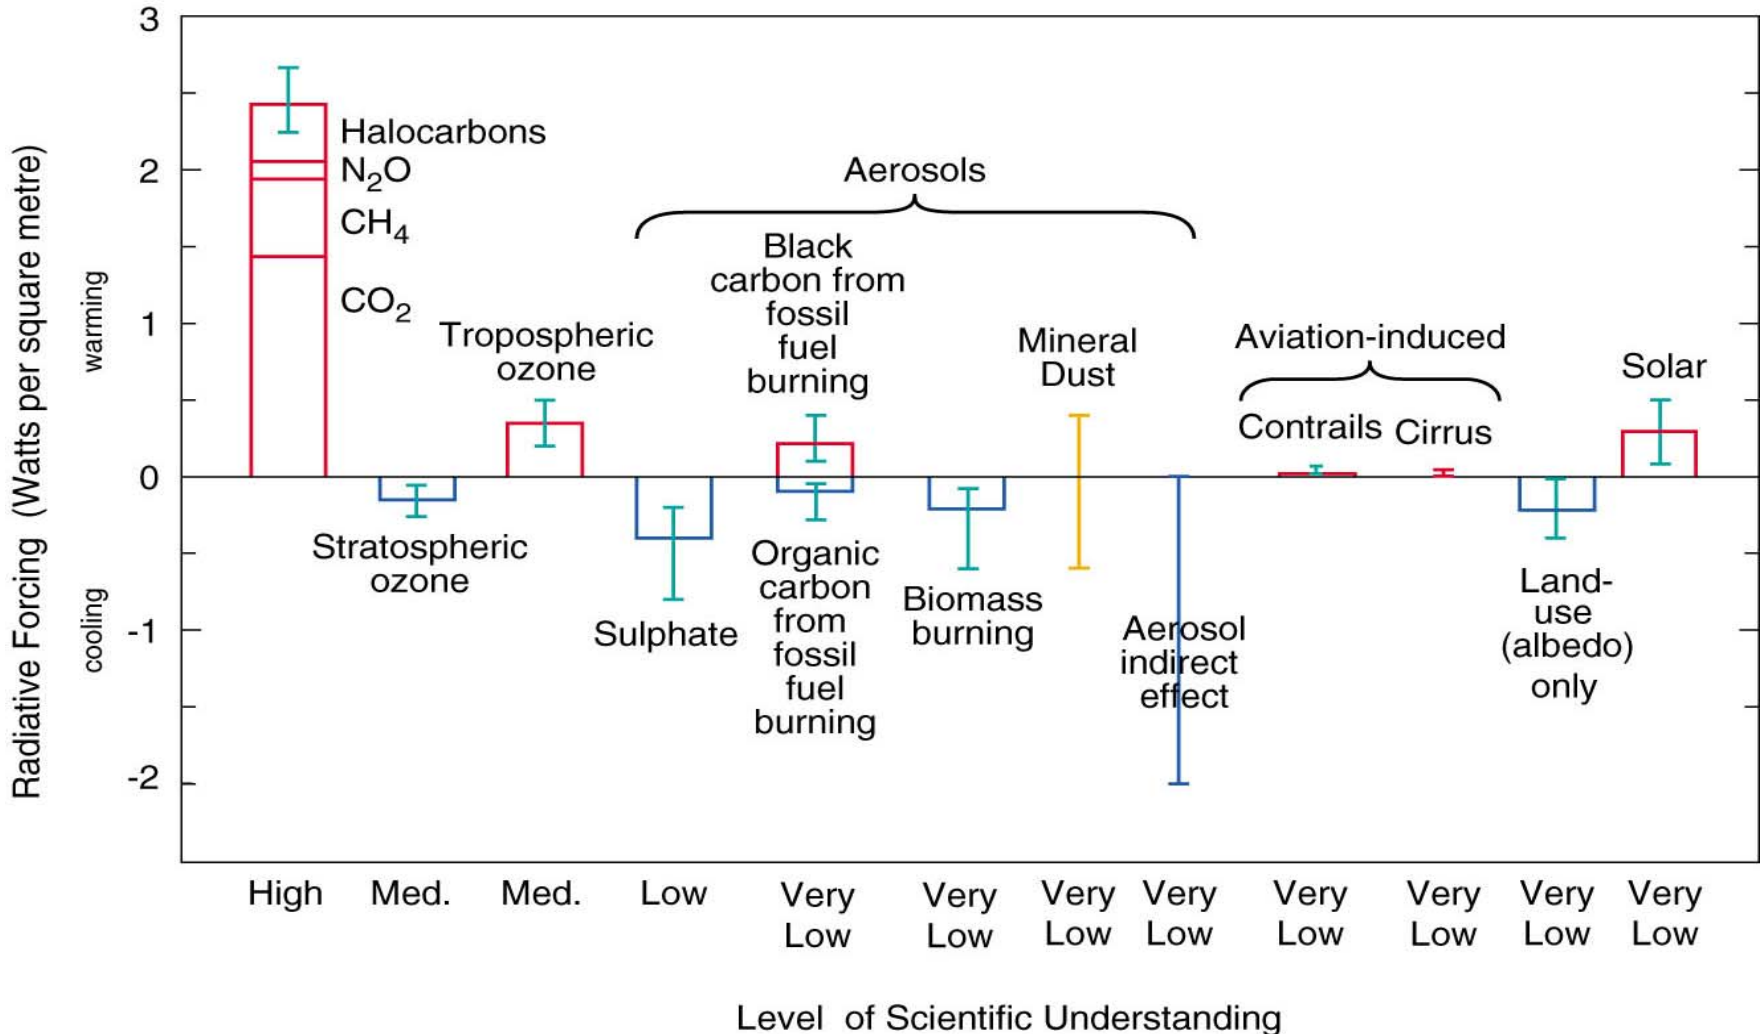 Radiative Forcing (Watts per square metre)
warming
cooling
3
2
1
0
-1
-2
Halocarbons
N₂O
CH₄
CO₂
Stratospheric
ozone
Tropospheric
ozone
Aerosols
Sulphate
Black
carbon from
fossil
fuel
burning
Organic
carbon
from
fossil
fuel
burning
Biomass
burning
Mineral
Dust
Aerosol
indirect
effect
Aviation-induced
Contrails
Cirrus
Land-
use
(albedo)
only
Solar
High
Med.
Med.
Low
Very
Low
Very
Low
Very
Low
Very
Low
Very
Low
Very
Low
Very
Low
Very
Low
Level of Scientific Understanding